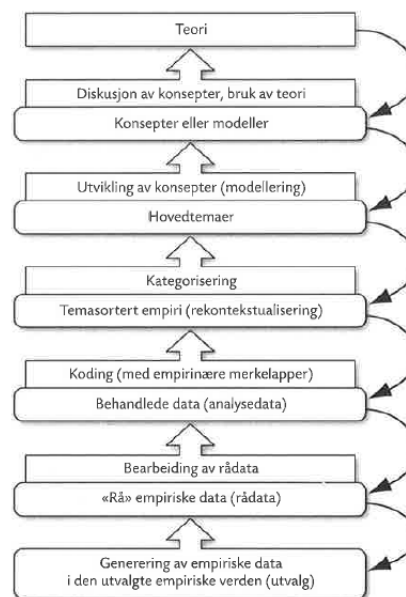 Teori
Diskusjon av konsepter, bruk av teori
Konsepter eller modeller
Utvikling av konsepter (modellering)
Hovedtemaer
Kategorisering
Temasortert empiri (rekontekstualisering)
Koding (med empirinære merkelapper)
Behandlede data (analysedata)
Bearbeiding av rådata
«Rå» empiriske data (rådata)
Generering av empiriske data
i den utvalgte empiriske verden (utvalg)